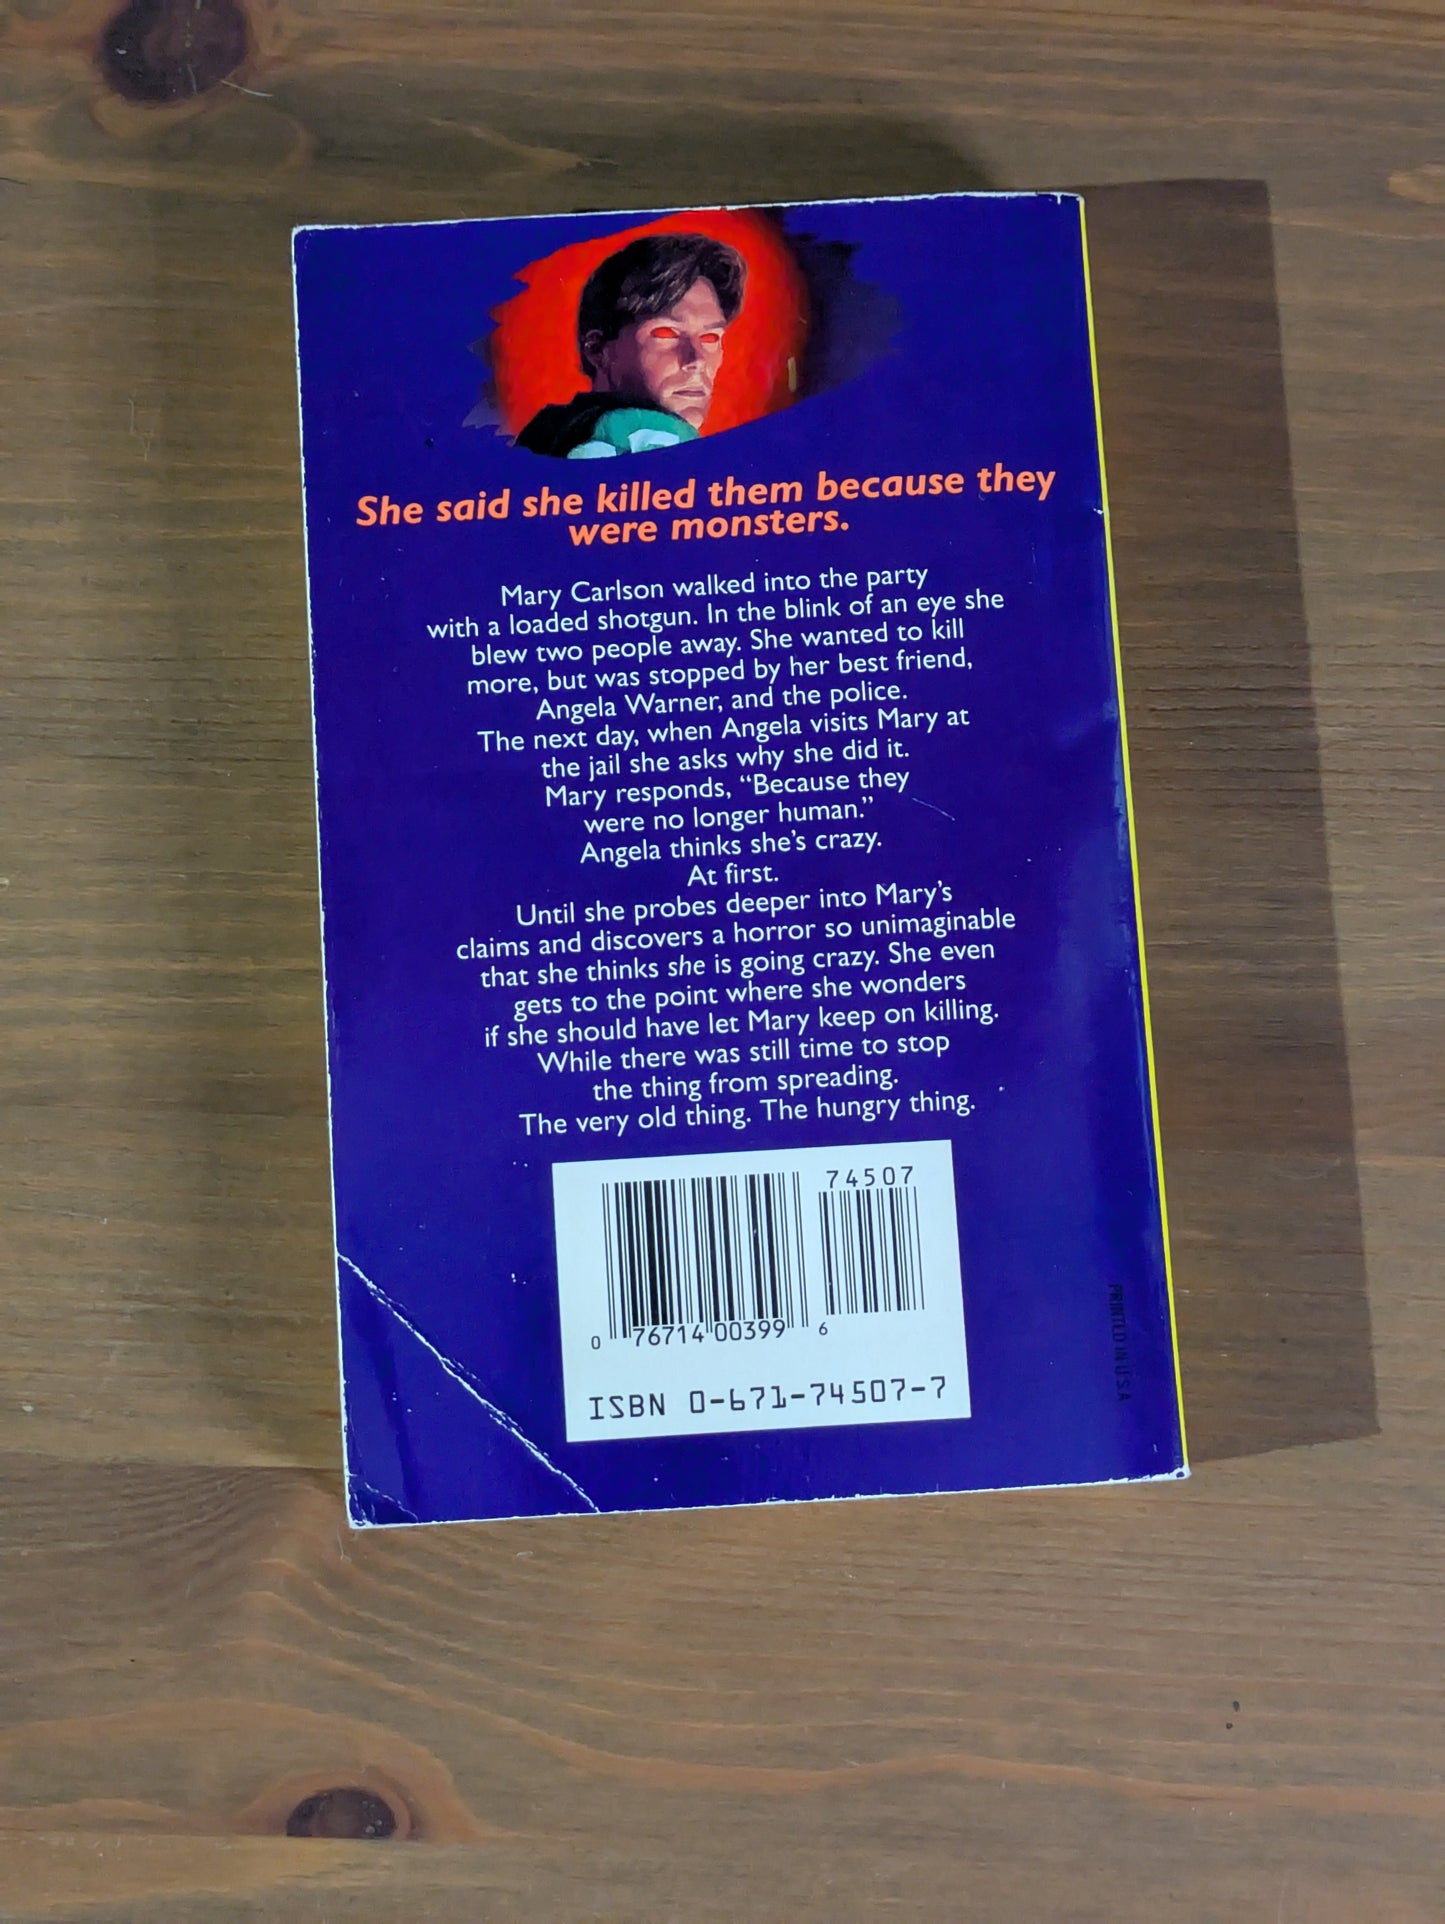 She said she killed them because they
were monsters.
Mary Carlson walked into the party
with a loaded shotgun. In the blink of an eye she
blew two people away. She wanted to kill
more, but was stopped by her best friend,
Angela Warner, and the police.
The next day, when Angela visits Mary at
the jail she asks why she did it.
Mary responds, “Because they
were no longer human.”
Angela thinks she’s crazy.
At first.
Until she probes deeper into Mary’s
claims and discovers a horror so unimaginable
that she thinks she is going crazy. She even
gets to the point where she wonders
if she should have let Mary keep on killing.
While there was still time to stop
the thing from spreading.
The very old thing. The hungry thing.
74507
0 76714 00399 6
ISBN 0-671-74507-7
PRINTED IN U.S.A.